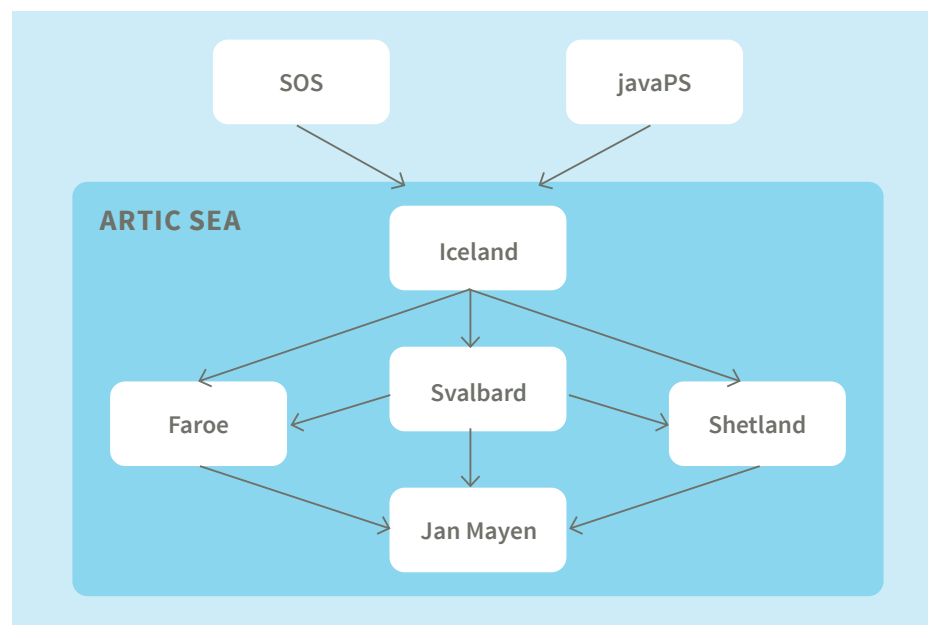 SOS
javaPS
ARTIC SEA
Iceland
Svalbard
Faroe
Shetland
Jan Mayen